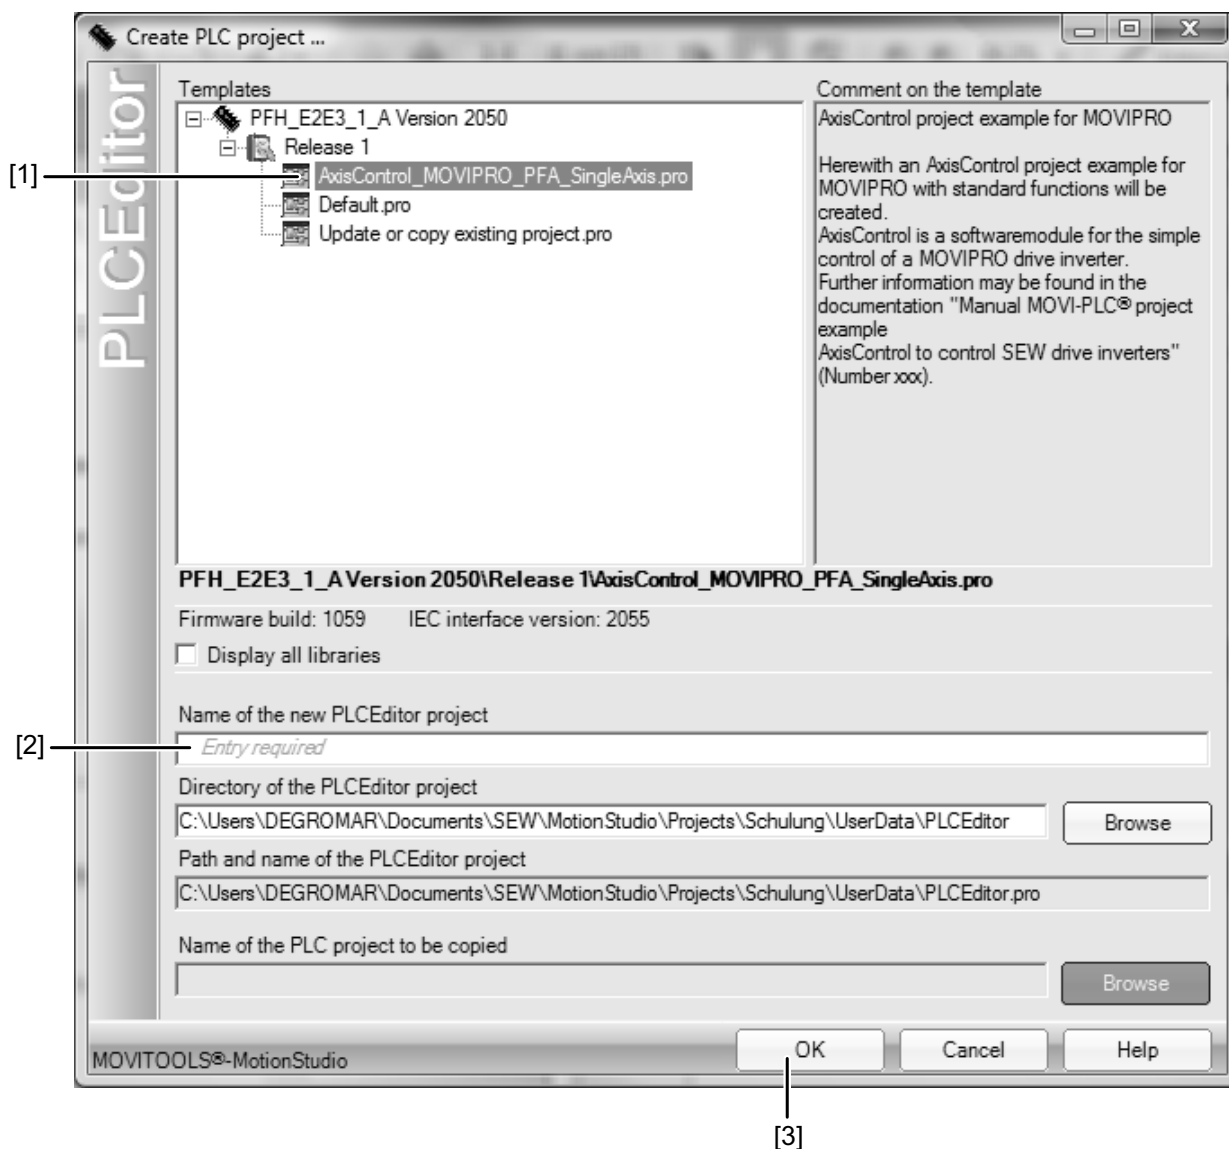 Create PLC project ...
X
PLCEditor
Templates
PFH_E2E3_1_A Version 2050
Release 1
[1]
AxisControl_MOVIPRO_PFA_SingleAxis.pro
Default.pro
Update or copy existing project.pro
Comment on the template
AxisControl project example for MOVIPRO
Herewith an AxisControl project example for
MOVIPRO with standard functions will be
created.
AxisControl is a softwaremodule for the simple
control of a MOVIPRO drive inverter.
Further information may be found in the
documentation "Manual MOVI-PLC® project
example
AxisControl to control SEW drive inverters"
(Number xxx).
PFH_E2E3_1_A Version 2050\Release 1\AxisControl_MOVIPRO_PFA_SingleAxis.pro
Firmware build: 1059 IEC interface version: 2055
Display all libraries
Name of the new PLCEditor project
[2]
Entry required
Directory of the PLCEditor project
C:\Users\DEGROMAR\Documents\SEW\MotionStudio\Projects\Schulung\UserData\PLCEditor
Browse
Path and name of the PLCEditor project
C:\Users\DEGROMAR\Documents\SEW\MotionStudio\Projects\Schulung\UserData\PLCEditor.pro
Name of the PLC project to be copied
Browse
MOVITOOLS®-MotionStudio
OK
Cancel
Help
[3]